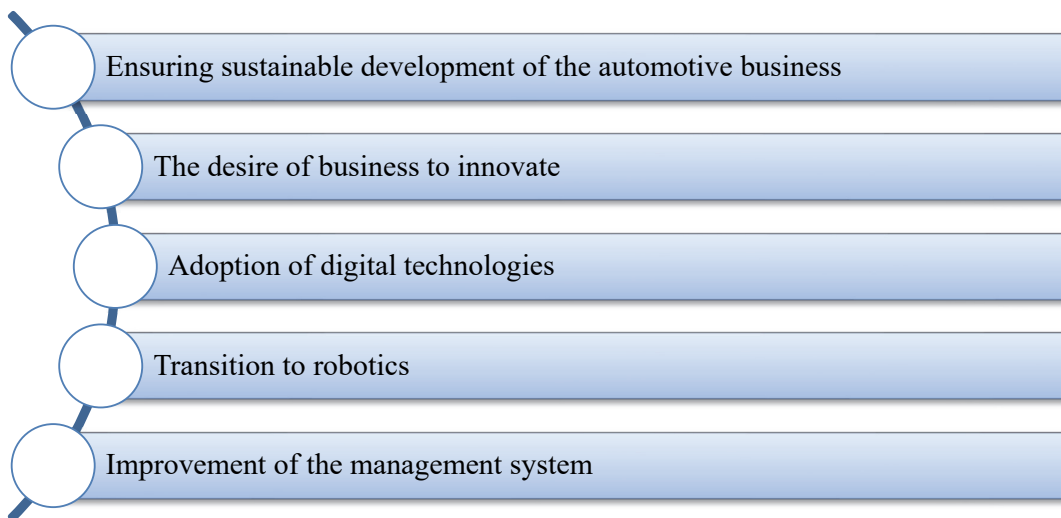 Ensuring sustainable development of the automotive business
The desire of business to innovate
Adoption of digital technologies
Transition to robotics
Improvement of the management system